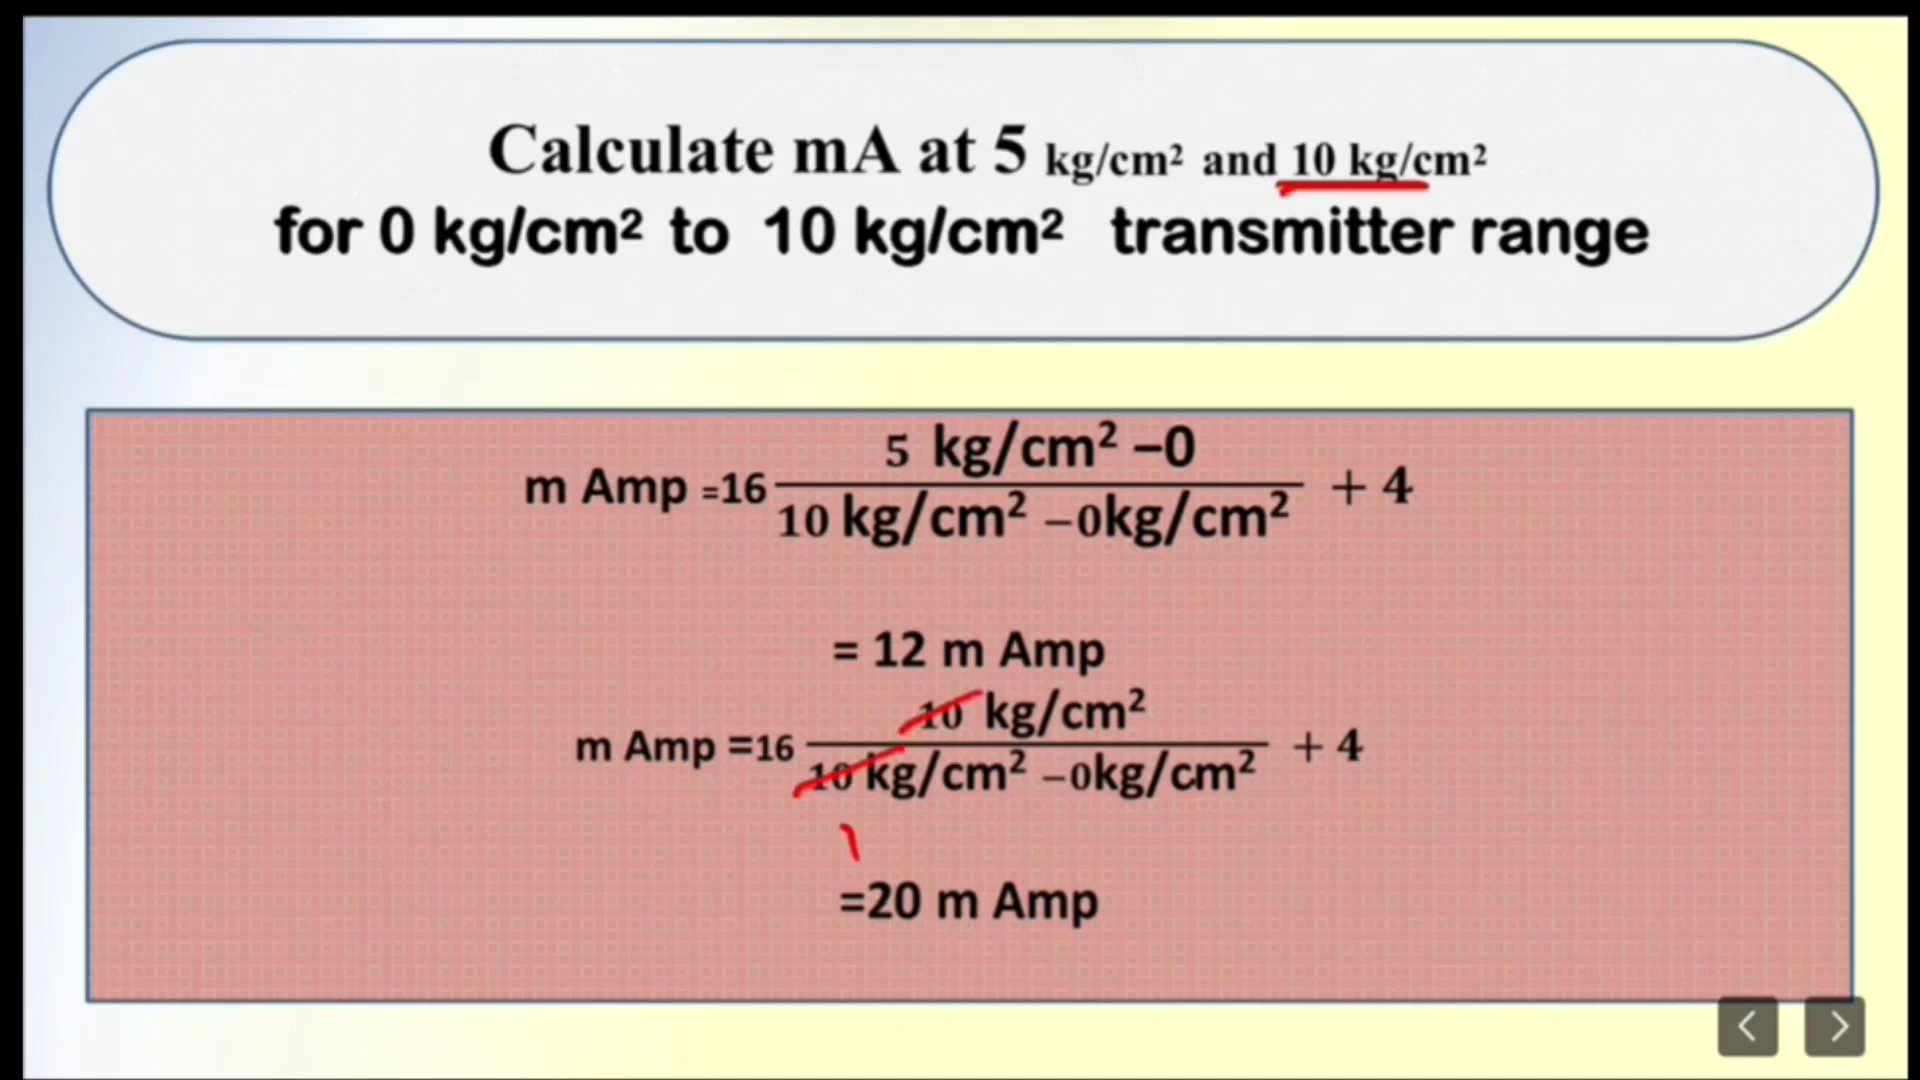 Calculate mA at 5 kg/cm² and 10 kg/cm²
for 0 kg/cm² to 10 kg/cm² transmitter range
5 kg/cm² –0
m Amp =16 + 4
10 kg/cm² –0kg/cm²
= 12 m Amp
10 kg/cm²
m Amp =16 + 4
10 kg/cm² –0kg/cm²
=20 m Amp